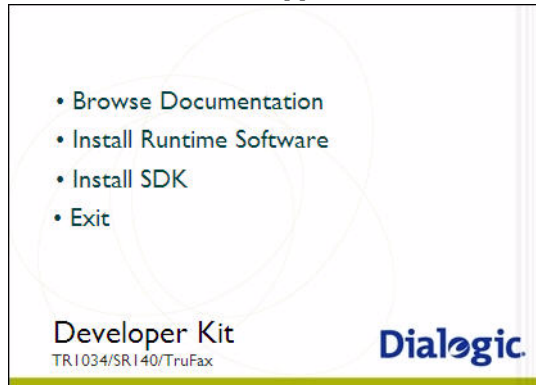 • Browse Documentation
• Install Runtime Software
• Install SDK
• Exit
Developer Kit
TR1034/SR140/TruFax
Dialogic.